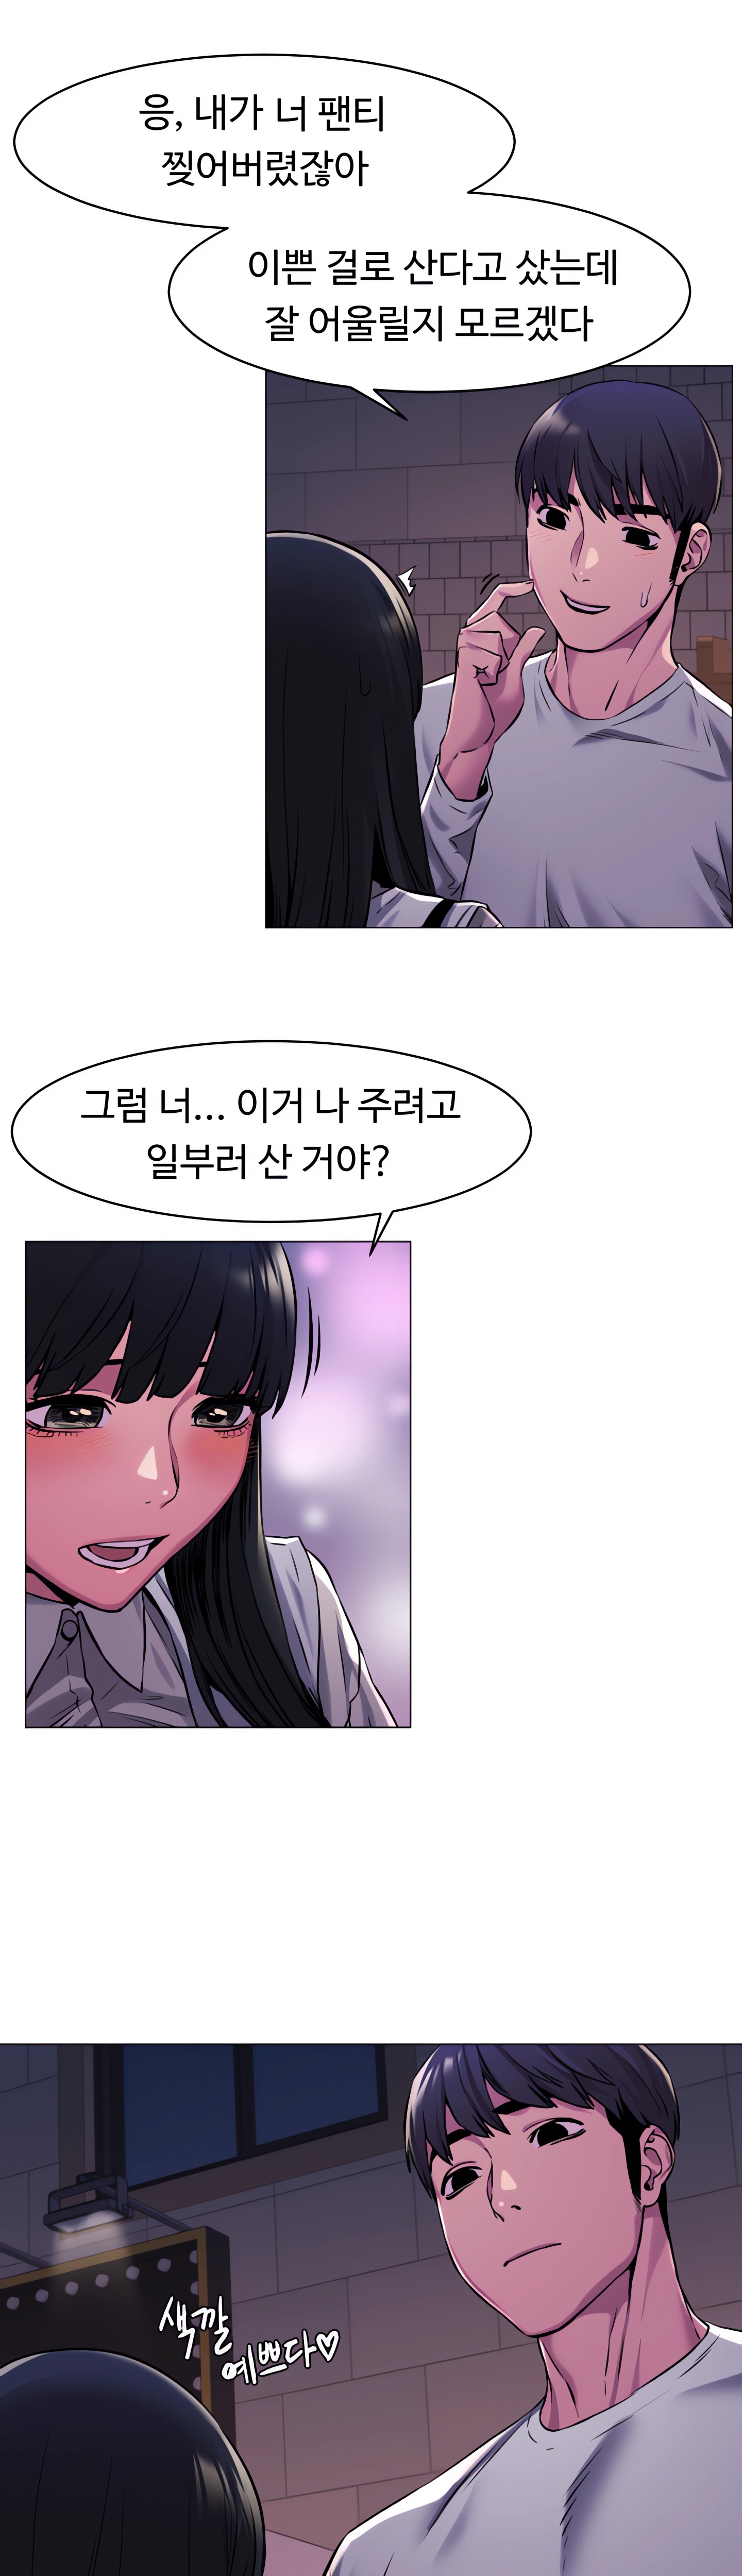 응, 내가 너 팬티
찢어버렸잖아
이쁜 걸로 산다고 샀는데
잘 어울릴지 모르겠다
그럼 너... 이거 나 주려고
일부러 산 거야?
색깔
예쁘다♡